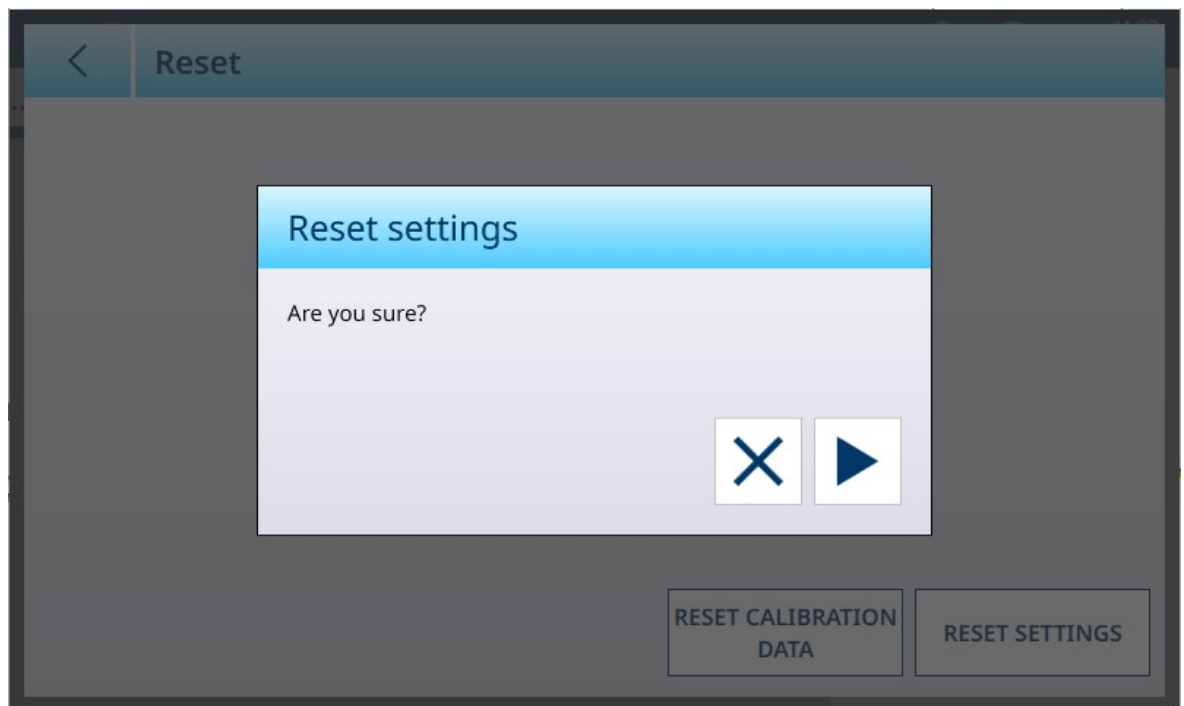 Reset
Reset settings
Are you sure?
RESET CALIBRATION
DATA
RESET SETTINGS